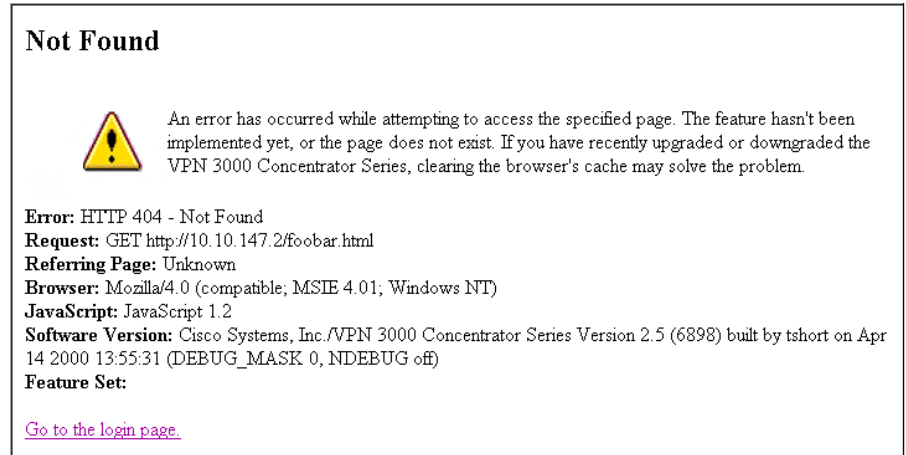 Not Found
An error has occurred while attempting to access the specified page. The feature hasn't been
implemented yet, or the page does not exist. If you have recently upgraded or downgraded the
VPN 3000 Concentrator Series, clearing the browser's cache may solve the problem.
Error: HTTP 404 - Not Found
Request: GET http://10.10.147.2/foobar.html
Referring Page: Unknown
Browser: Mozilla/4.0 (compatible; MSIE 4.01; Windows NT)
JavaScript: JavaScript 1.2
Software Version: Cisco Systems, Inc./VPN 3000 Concentrator Series Version 2.5 (6898) built by tshort on Apr
14 2000 13:55:31 (DEBUG_MASK 0, NDEBUG off)
Feature Set:
Go to the login page.